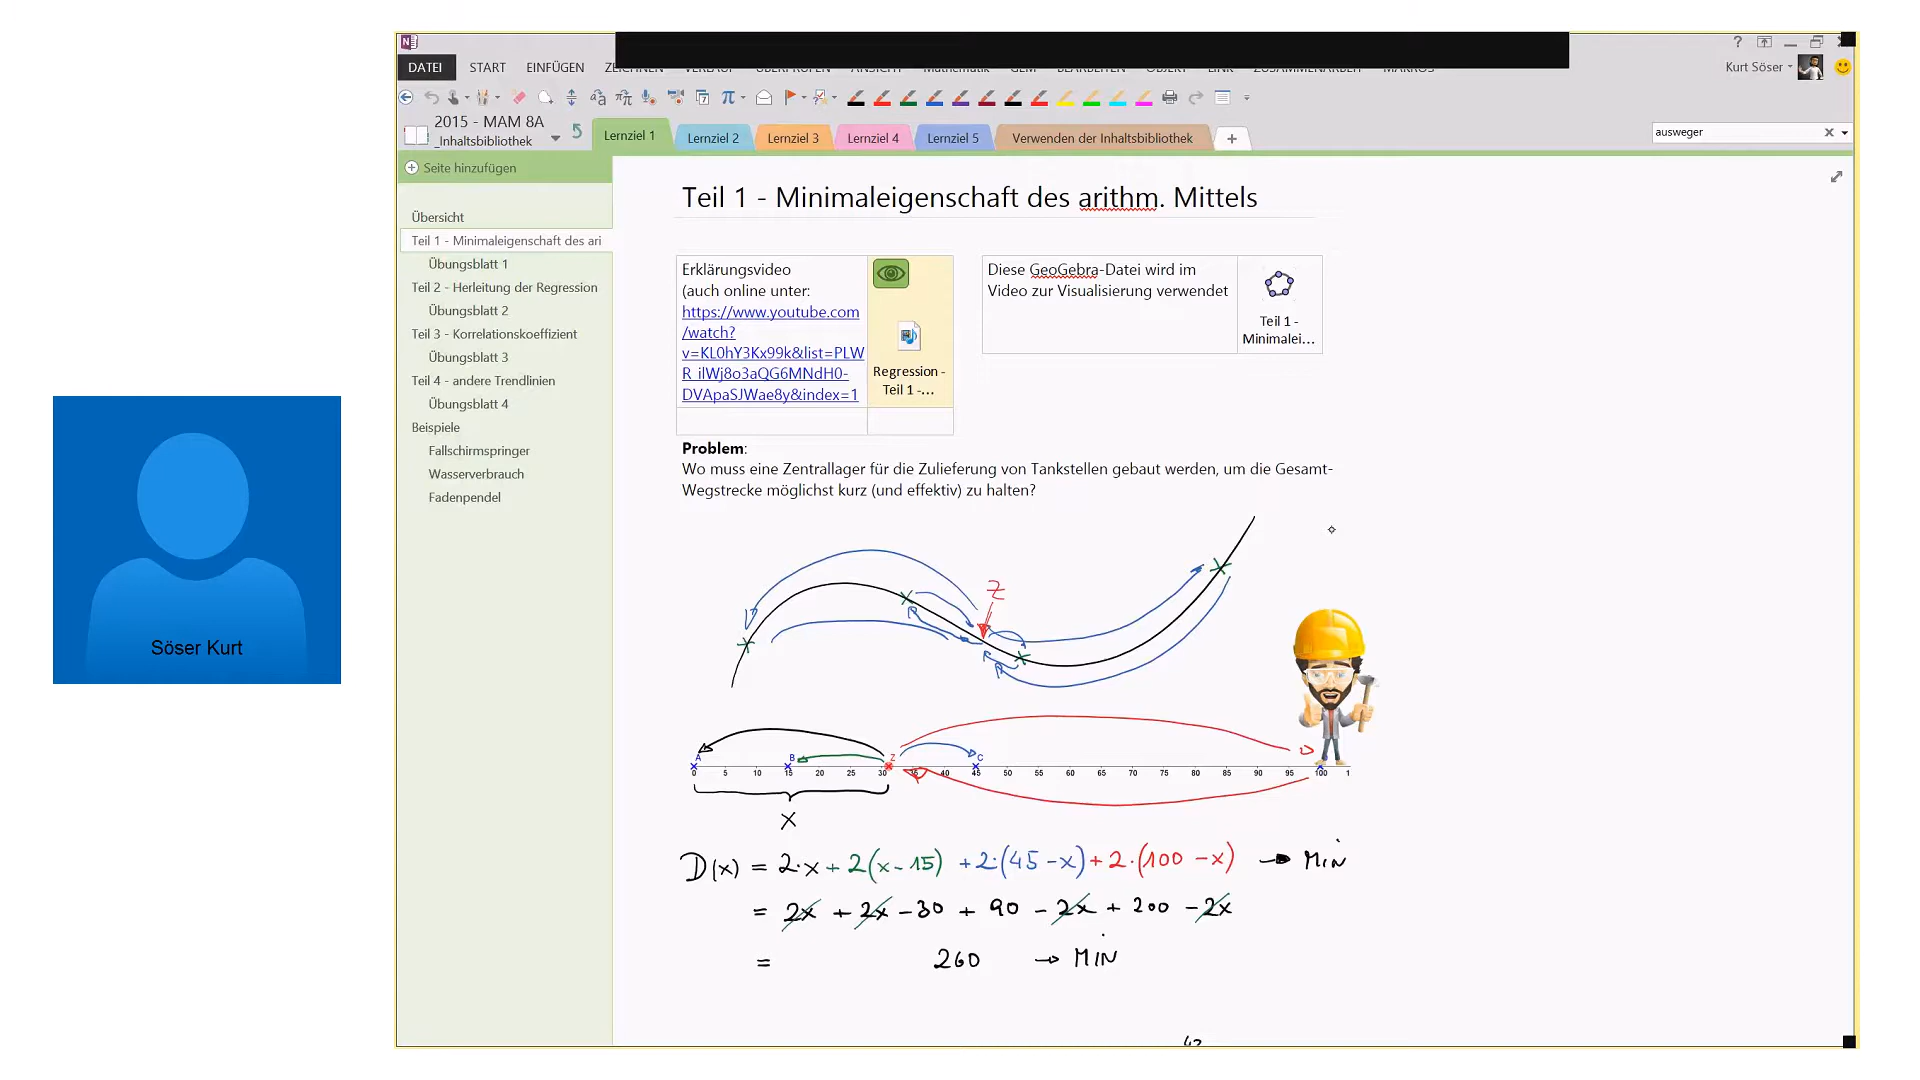 DATEI START EINFÜGEN ZEICHNEN
Kurt Söser
2015 - MAM 8A
_Inhaltsbibliothek
Lernziel 1 Lernziel 2 Lernziel 3 Lernziel 4 Lernziel 5 Verwenden der Inhaltsbibliothek
ausweger
Seite hinzufügen
Übersicht
Teil 1 - Minimaleigenschaft des ari
Übungsblatt 1
Teil 2 - Herleitung der Regression
Übungsblatt 2
Teil 3 - Korrelationskoeffizient
Übungsblatt 3
Teil 4 - andere Trendlinien
Übungsblatt 4
Beispiele
Fallschirmspringer
Wasserverbrauch
Fadenpendel
Söser Kurt
Teil 1 - Minimaleigenschaft des arithm. Mittels
Erklärungsvideo
(auch online unter:
https://www.youtube.com
/watch?
v=KL0hY3Kx99k&list=PLW
R_ilWj8o3aQG6MNdH0-
DVApaSJWae8y&index=1
Regression -
Teil 1 -...
Diese GeoGebra-Datei wird im
Video zur Visualisierung verwendet
Teil 1 -
Minimalei...
Problem:
Wo muss eine Zentrallager für die Zulieferung von Tankstellen gebaut werden, um die Gesamt-
Wegstrecke möglichst kurz (und effektiv) zu halten?
Z
A B Z C
0 5 10 15 20 25 30 35 40 45 50 55 60 65 70 75 80 85 90 95 100 1
x
D(x) = 2·x + 2(x-15) + 2·(45-x) + 2·(100-x) → MIN
= 2x + 2x - 30 + 90 - 2x + 200 - 2x
= 260 → MIN